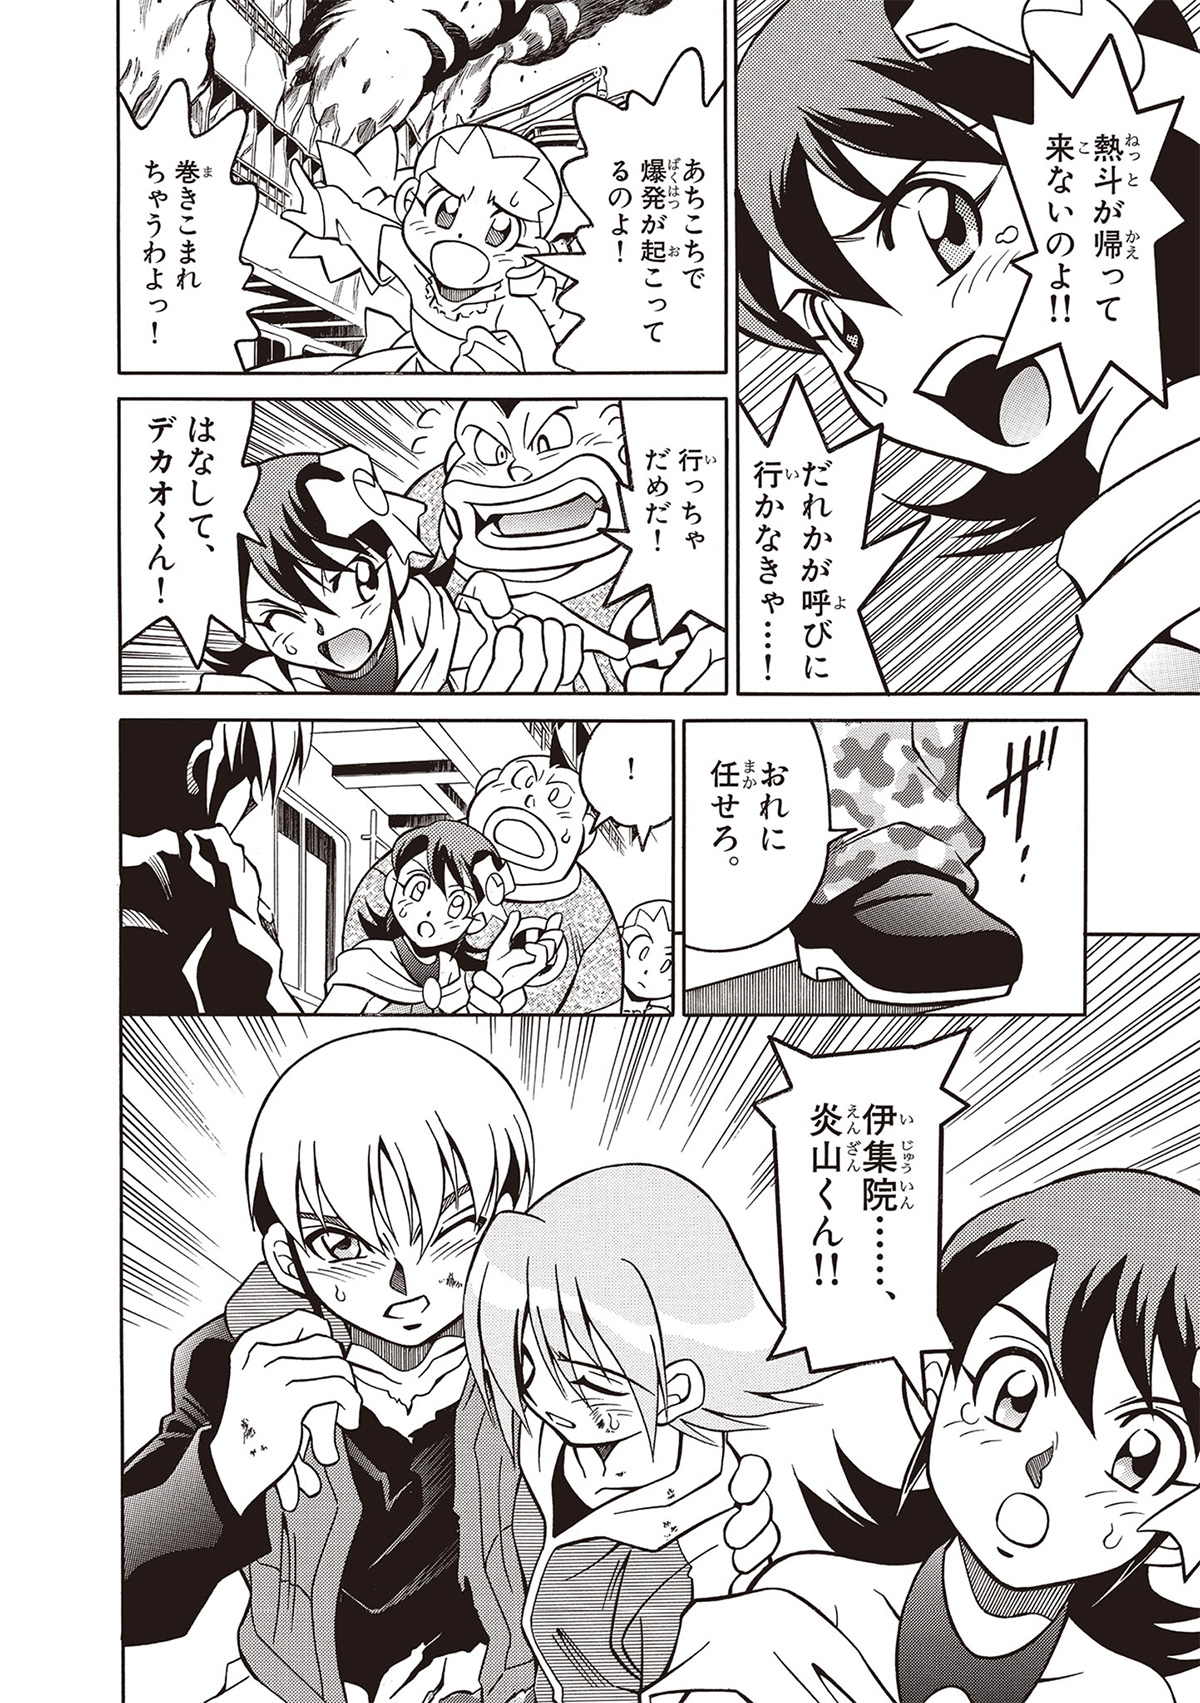 熱斗が帰って
来ないのよ!!
だれかが呼びに
行かなきゃ……!
あちこちで
爆発が起こって
るのよ!
巻きこまれ
ちゃうわよっ!
行っちゃ
だめだ!
はなして、
デカオくん!
ザッ…
おれに
任せろ。
!
伊集院……、
炎山くん!!